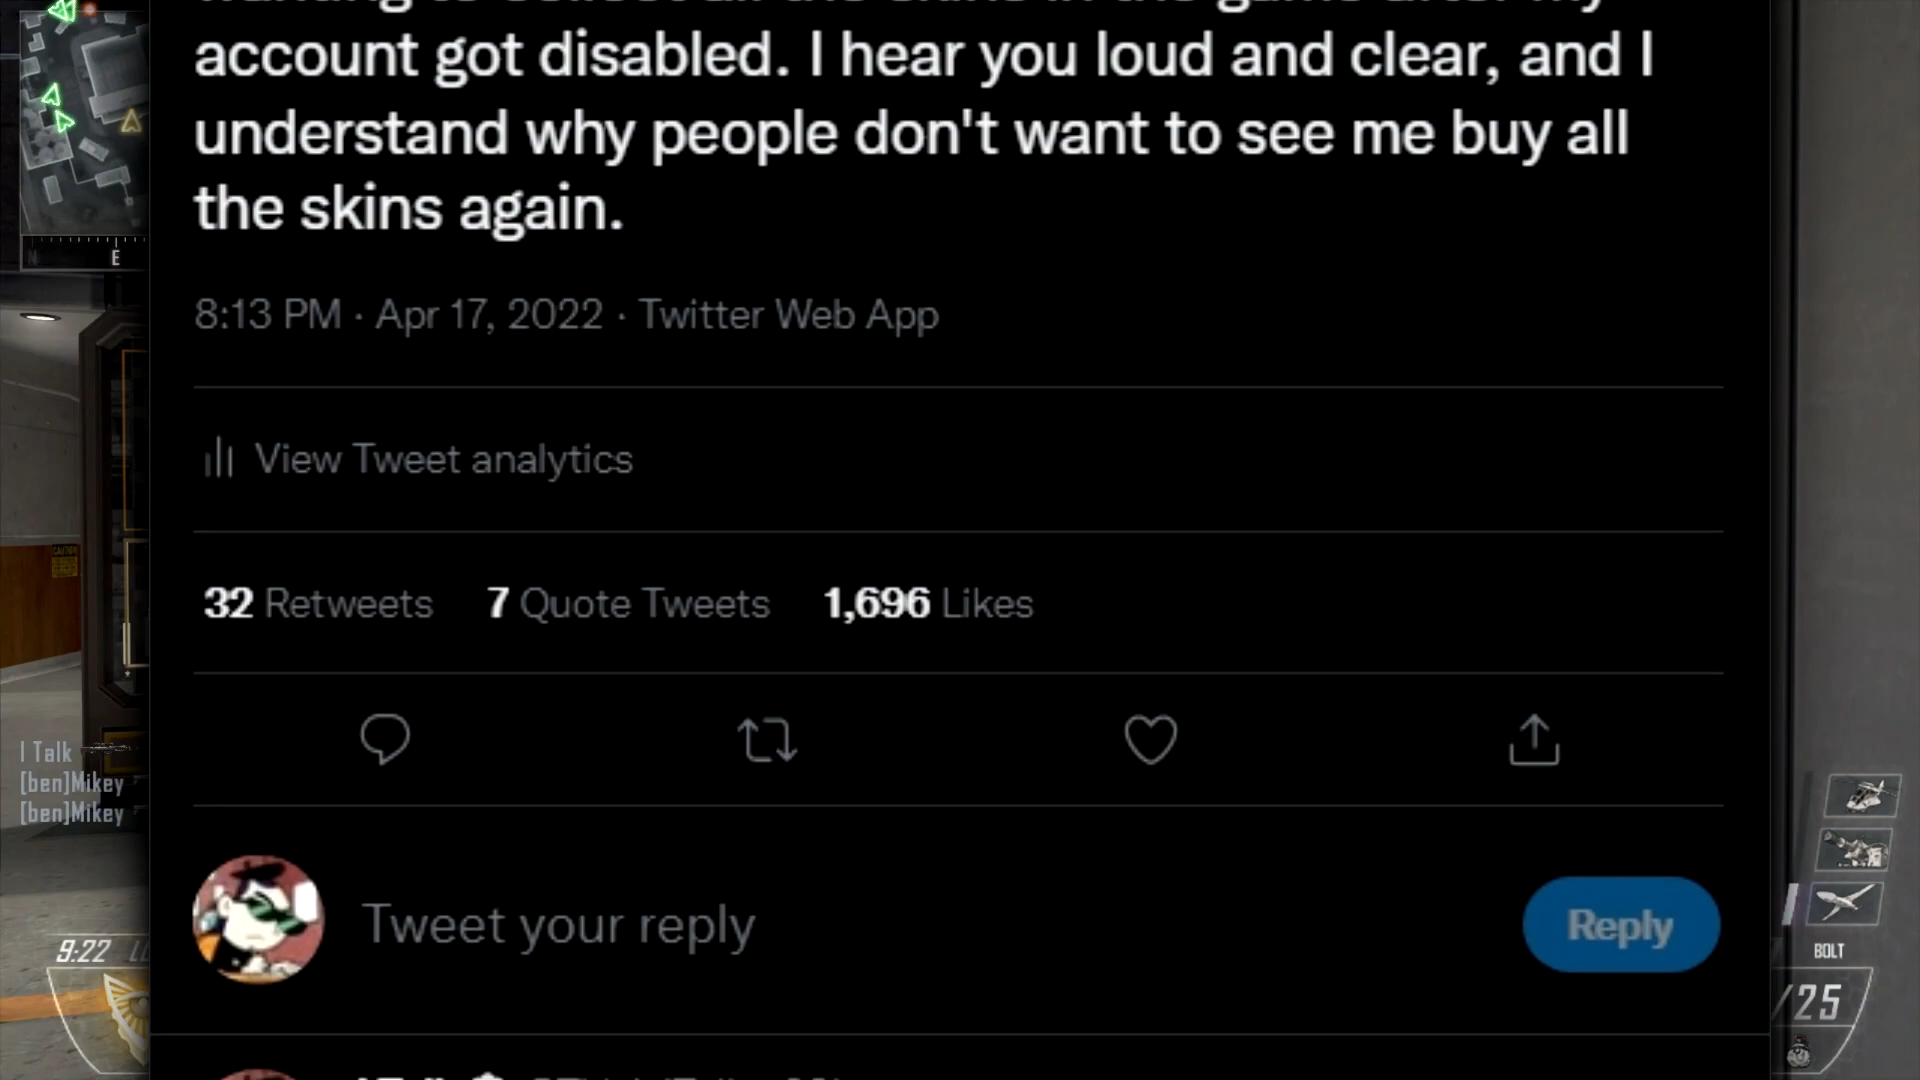 account got disabled. I hear you loud and clear, and I
understand why people don't want to see me buy all
the skins again.
8:13 PM · Apr 17, 2022 · Twitter Web App
View Tweet analytics
32 Retweets 7 Quote Tweets 1,696 Likes
Tweet your reply
Reply
E
CAUTION
I Talk
[ben]Mikey
[ben]Mikey
9:22
BOLT
/25